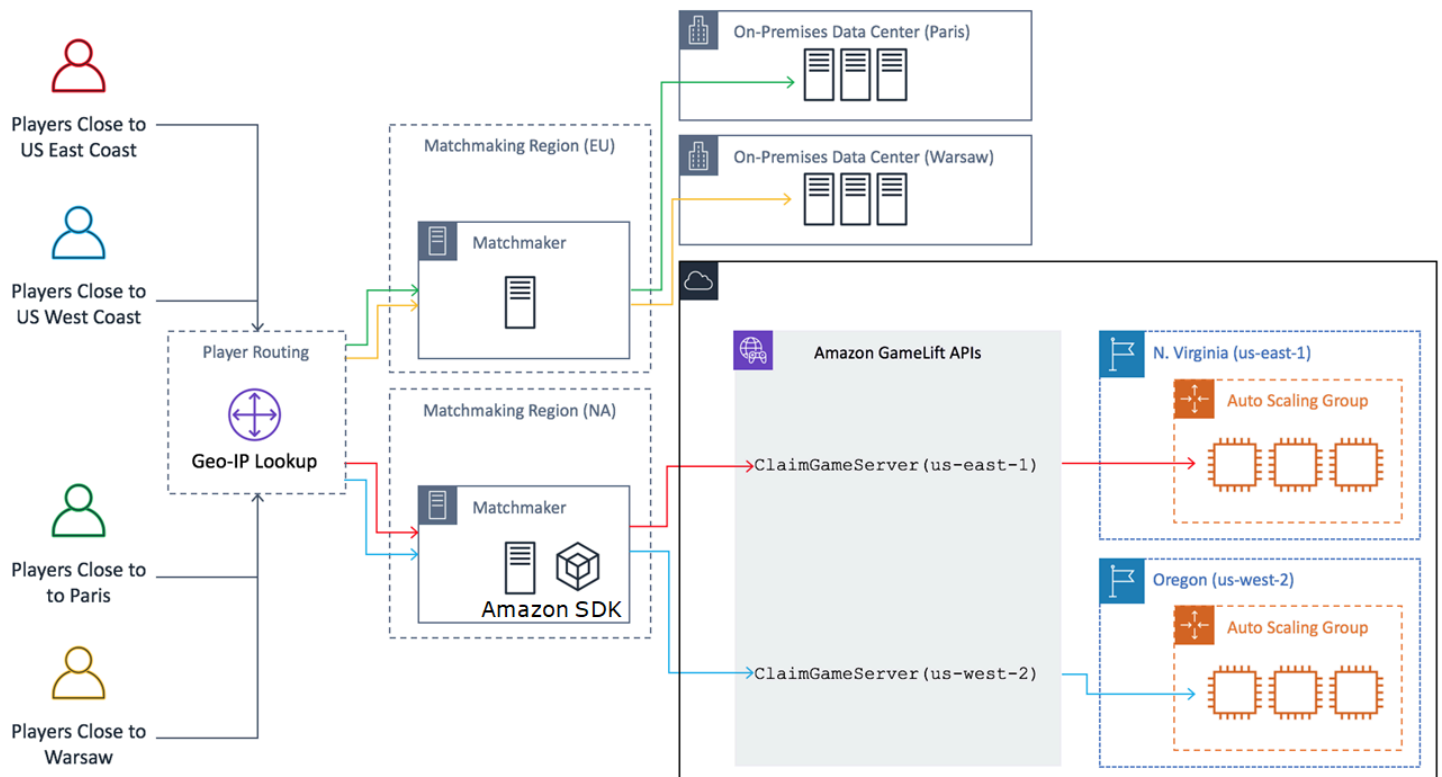 Players Close to
US East Coast
Players Close to
US West Coast
Player Routing
Geo-IP Lookup
Players Close to
to Paris
Players Close to
Warsaw
Matchmaking Region (EU)
Matchmaker
Matchmaking Region (NA)
Matchmaker
Amazon SDK
On-Premises Data Center (Paris)
On-Premises Data Center (Warsaw)
Amazon GameLift APIs
ClaimGameServer(us-east-1)
ClaimGameServer(us-west-2)
N. Virginia (us-east-1)
Auto Scaling Group
Oregon (us-west-2)
Auto Scaling Group